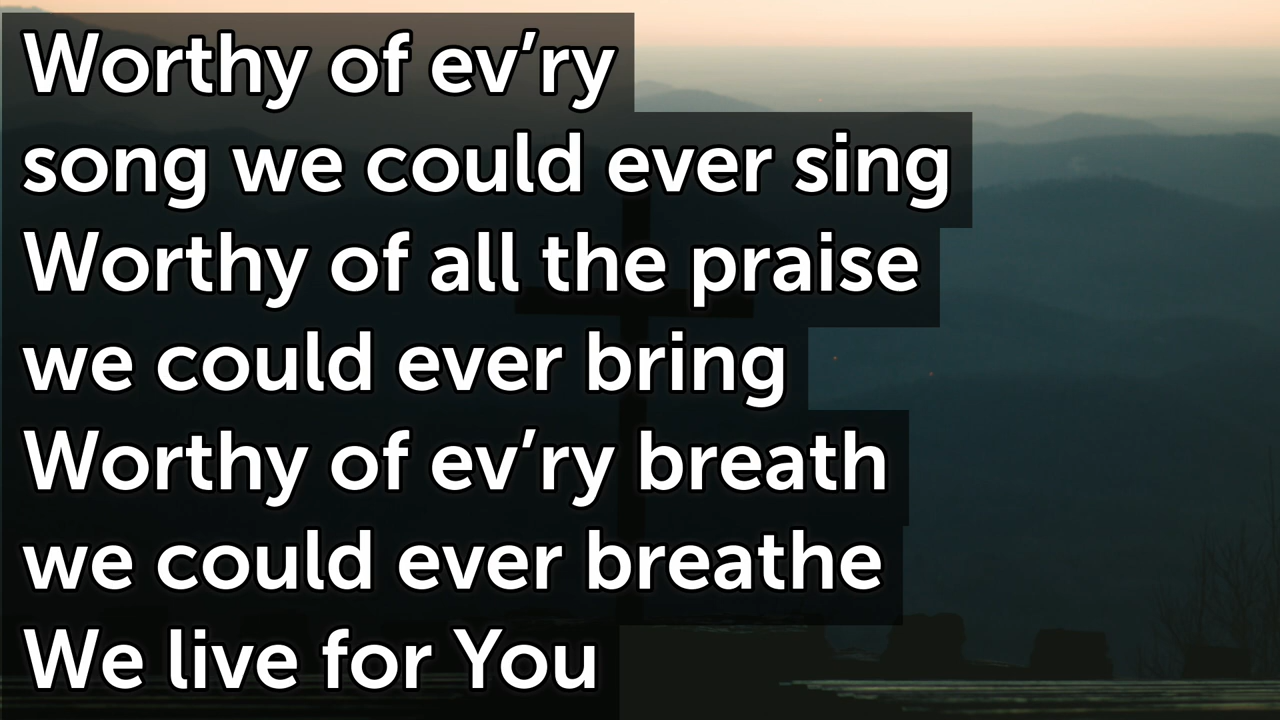 Worthy of ev’ry
song we could ever sing
Worthy of all the praise
we could ever bring
Worthy of ev’ry breath
we could ever breathe
We live for You